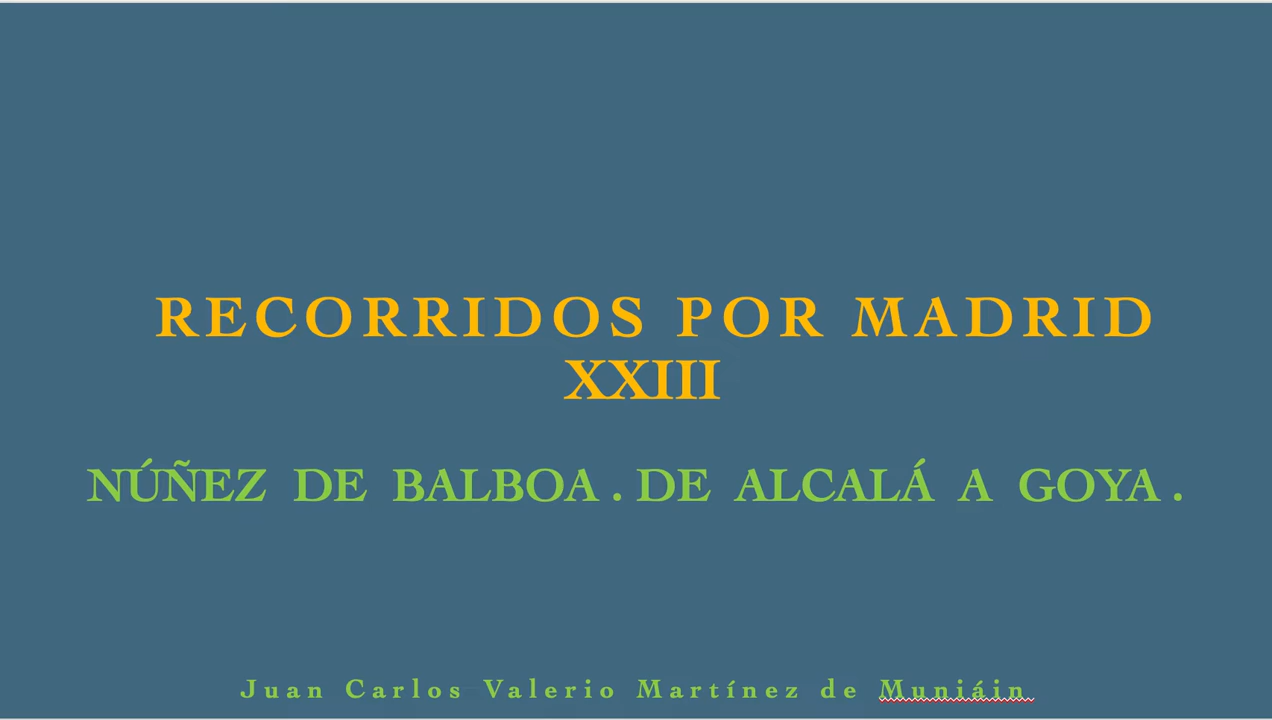 RECORRIDOS POR MADRID
XXIII
NÚÑEZ DE BALBOA . DE ALCALÁ A GOYA .
Juan Carlos Valerio Martínez de Muniáin